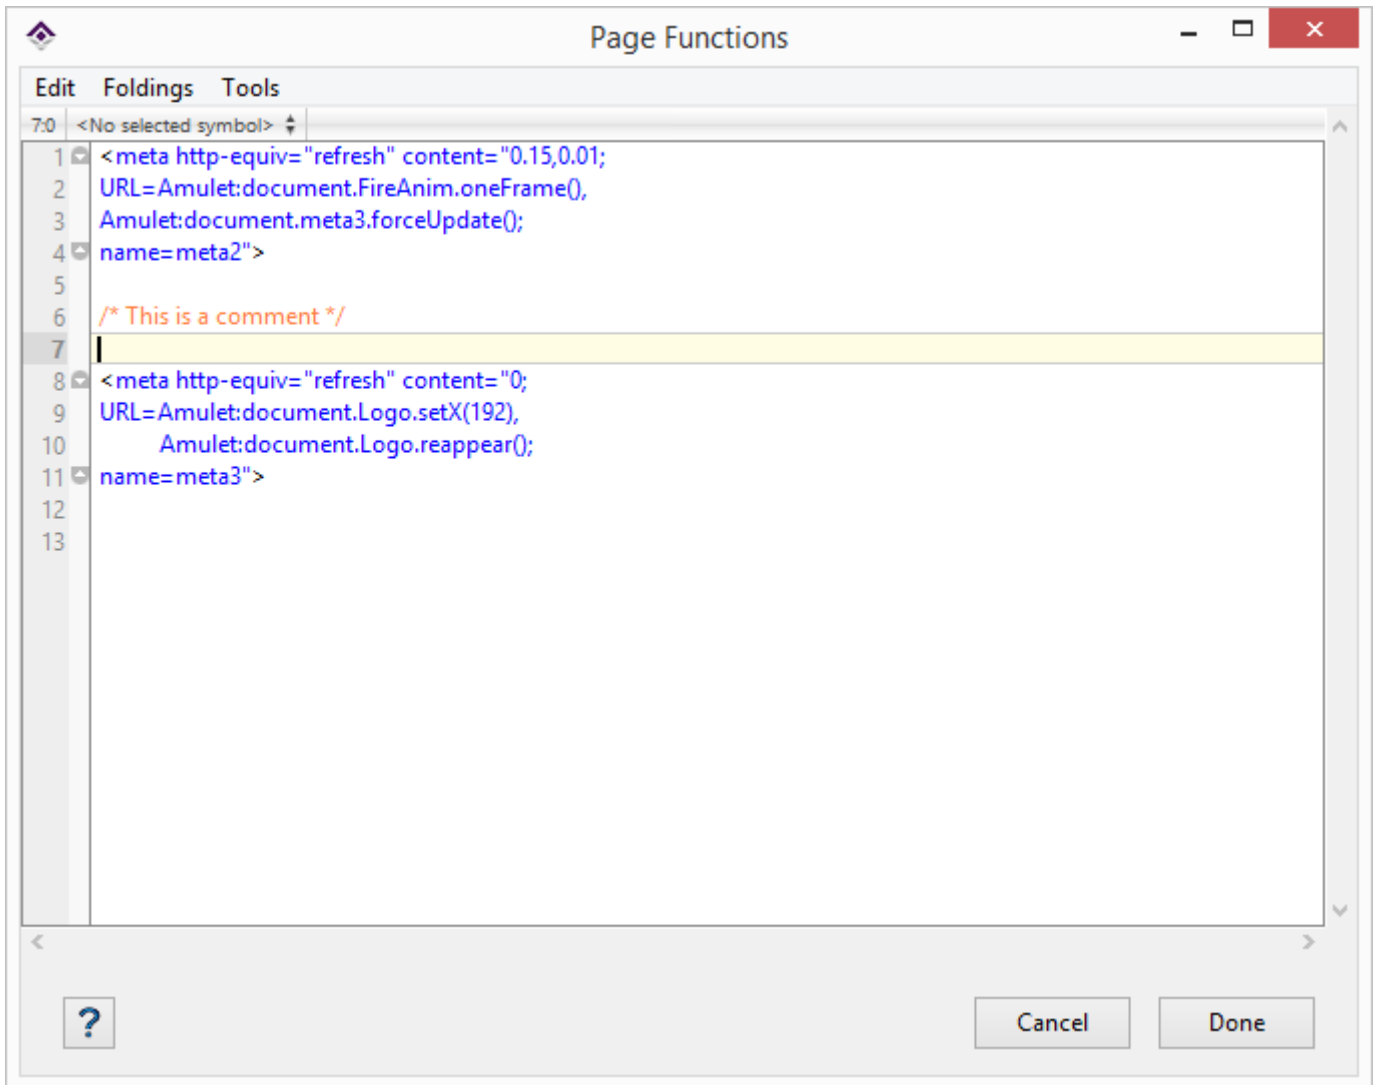 Page Functions
Edit Foldings Tools
7:0 <No selected symbol>
1 <meta http-equiv="refresh" content="0.15,0.01;
2 URL=Amulet:document.FireAnim.oneFrame(),
3 Amulet:document.meta3.forceUpdate();
4 name=meta2">
5
6 /* This is a comment */
7
8 <meta http-equiv="refresh" content="0;
9 URL=Amulet:document.Logo.setX(192),
10 Amulet:document.Logo.reappear();
11 name=meta3">
12
13
? Cancel Done